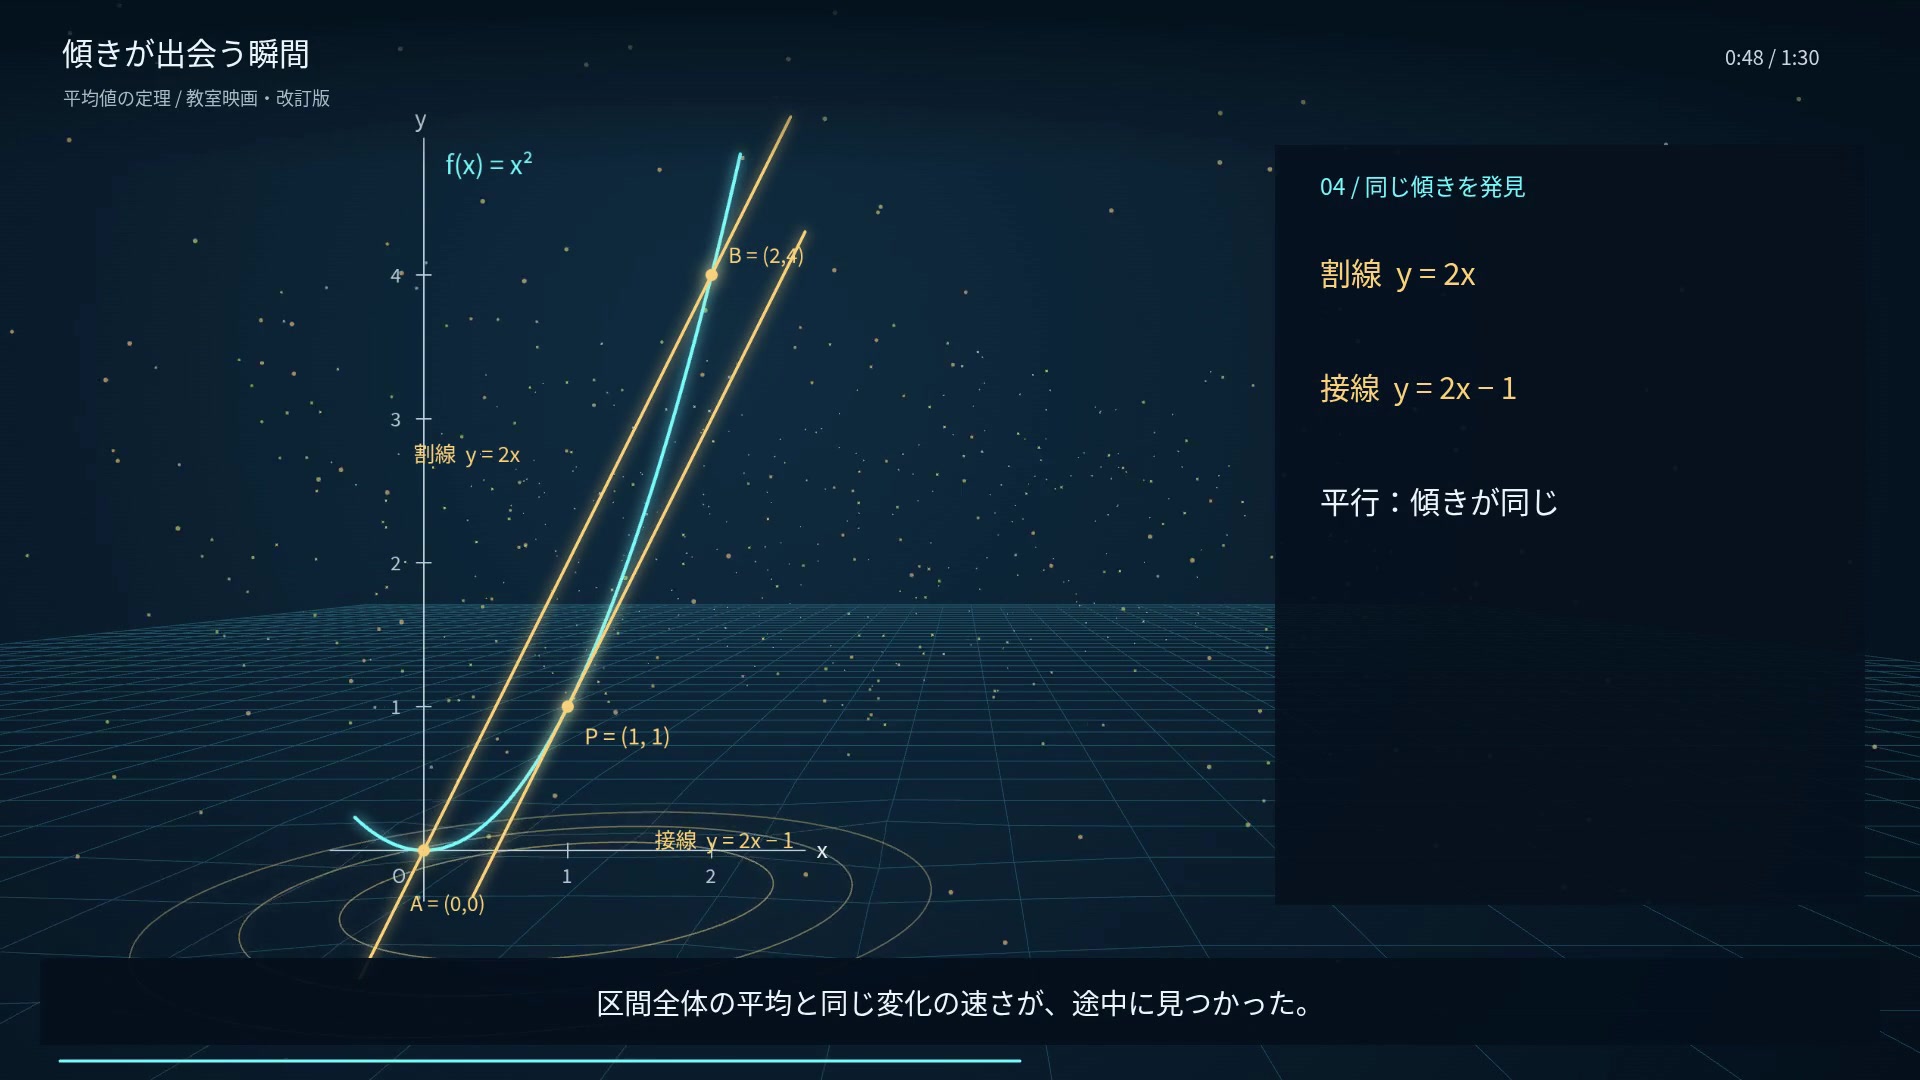 傾きが出会う瞬間
平均値の定理 / 教室映画・改訂版
0:48 / 1:30
y
f(x) = x²
B = (2,4)
4
3
割線 y = 2x
2
1
P = (1, 1)
接線 y = 2x − 1
x
O
1
2
A = (0,0)
04 / 同じ傾きを発見
割線 y = 2x
接線 y = 2x − 1
平行：傾きが同じ
区間全体の平均と同じ変化の速さが、途中に見つかった。